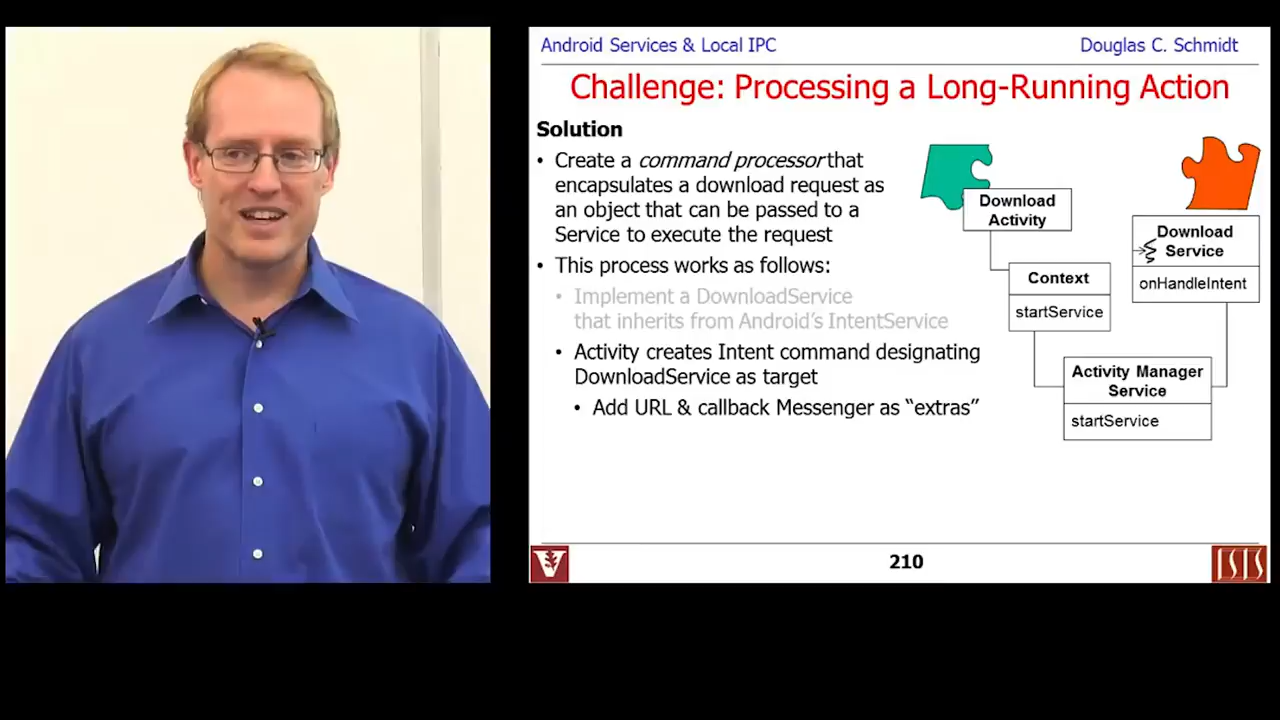 Android Services & Local IPC
Douglas C. Schmidt
Challenge: Processing a Long-Running Action
Solution
• Create a command processor that
encapsulates a download request as
an object that can be passed to a
Service to execute the request
• This process works as follows:
• Implement a DownloadService
that inherits from Android's IntentService
• Activity creates Intent command designating
DownloadService as target
• Add URL & callback Messenger as “extras”
Download
Activity
Download
Service
onHandleIntent
Context
startService
Activity Manager
Service
startService
V
210
ISIS